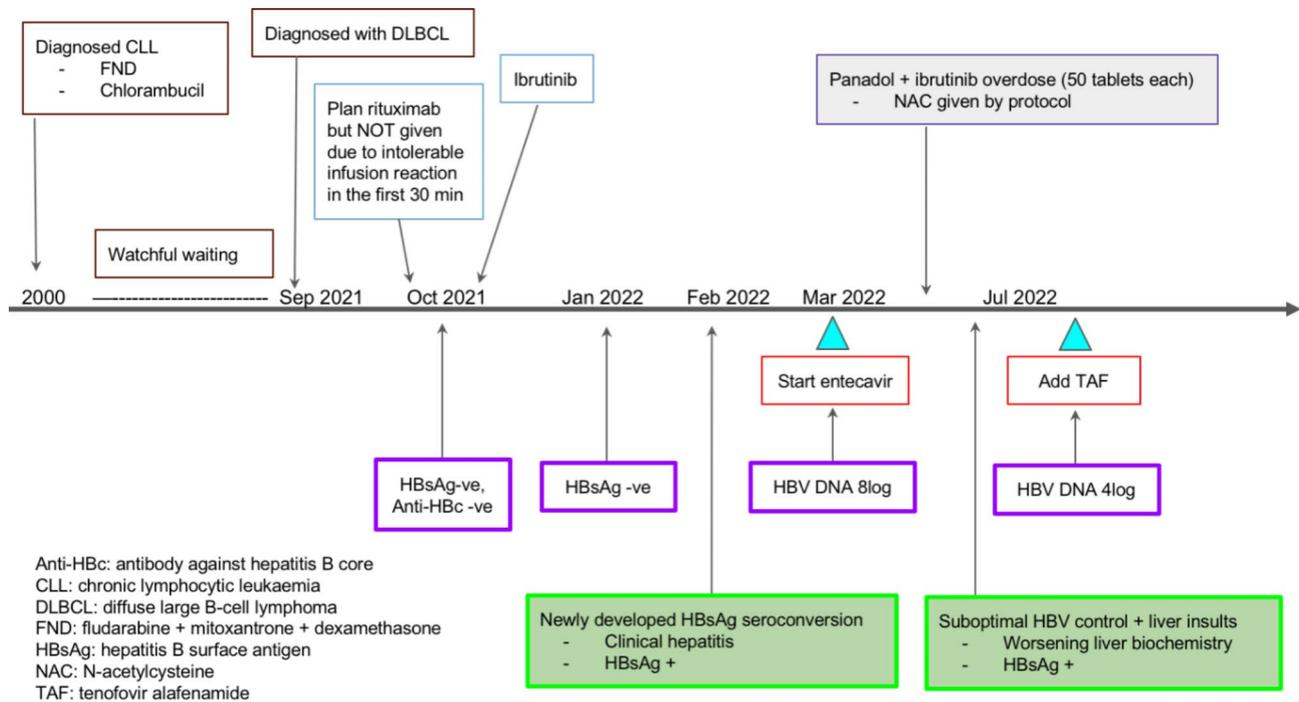 Diagnosed CLL
- FND
- Chlorambucil
Diagnosed with DLBCL
Plan rituximab
but NOT given
due to intolerable
infusion reaction
in the first 30 min
Ibrutinib
Panadol + ibrutinib overdose (50 tablets each)
- NAC given by protocol
Watchful waiting
2000 Sep 2021 Oct 2021 Jan 2022 Feb 2022 Mar 2022 Jul 2022
Start entecavir
Add TAF
HBsAg-ve,
Anti-HBc -ve
HBsAg -ve
HBV DNA 8log
HBV DNA 4log
Newly developed HBsAg seroconversion
- Clinical hepatitis
- HBsAg +
Suboptimal HBV control + liver insults
- Worsening liver biochemistry
- HBsAg +
Anti-HBc: antibody against hepatitis B core
CLL: chronic lymphocytic leukaemia
DLBCL: diffuse large B-cell lymphoma
FND: fludarabine + mitoxantrone + dexamethasone
HBsAg: hepatitis B surface antigen
NAC: N-acetylcysteine
TAF: tenofovir alafenamide